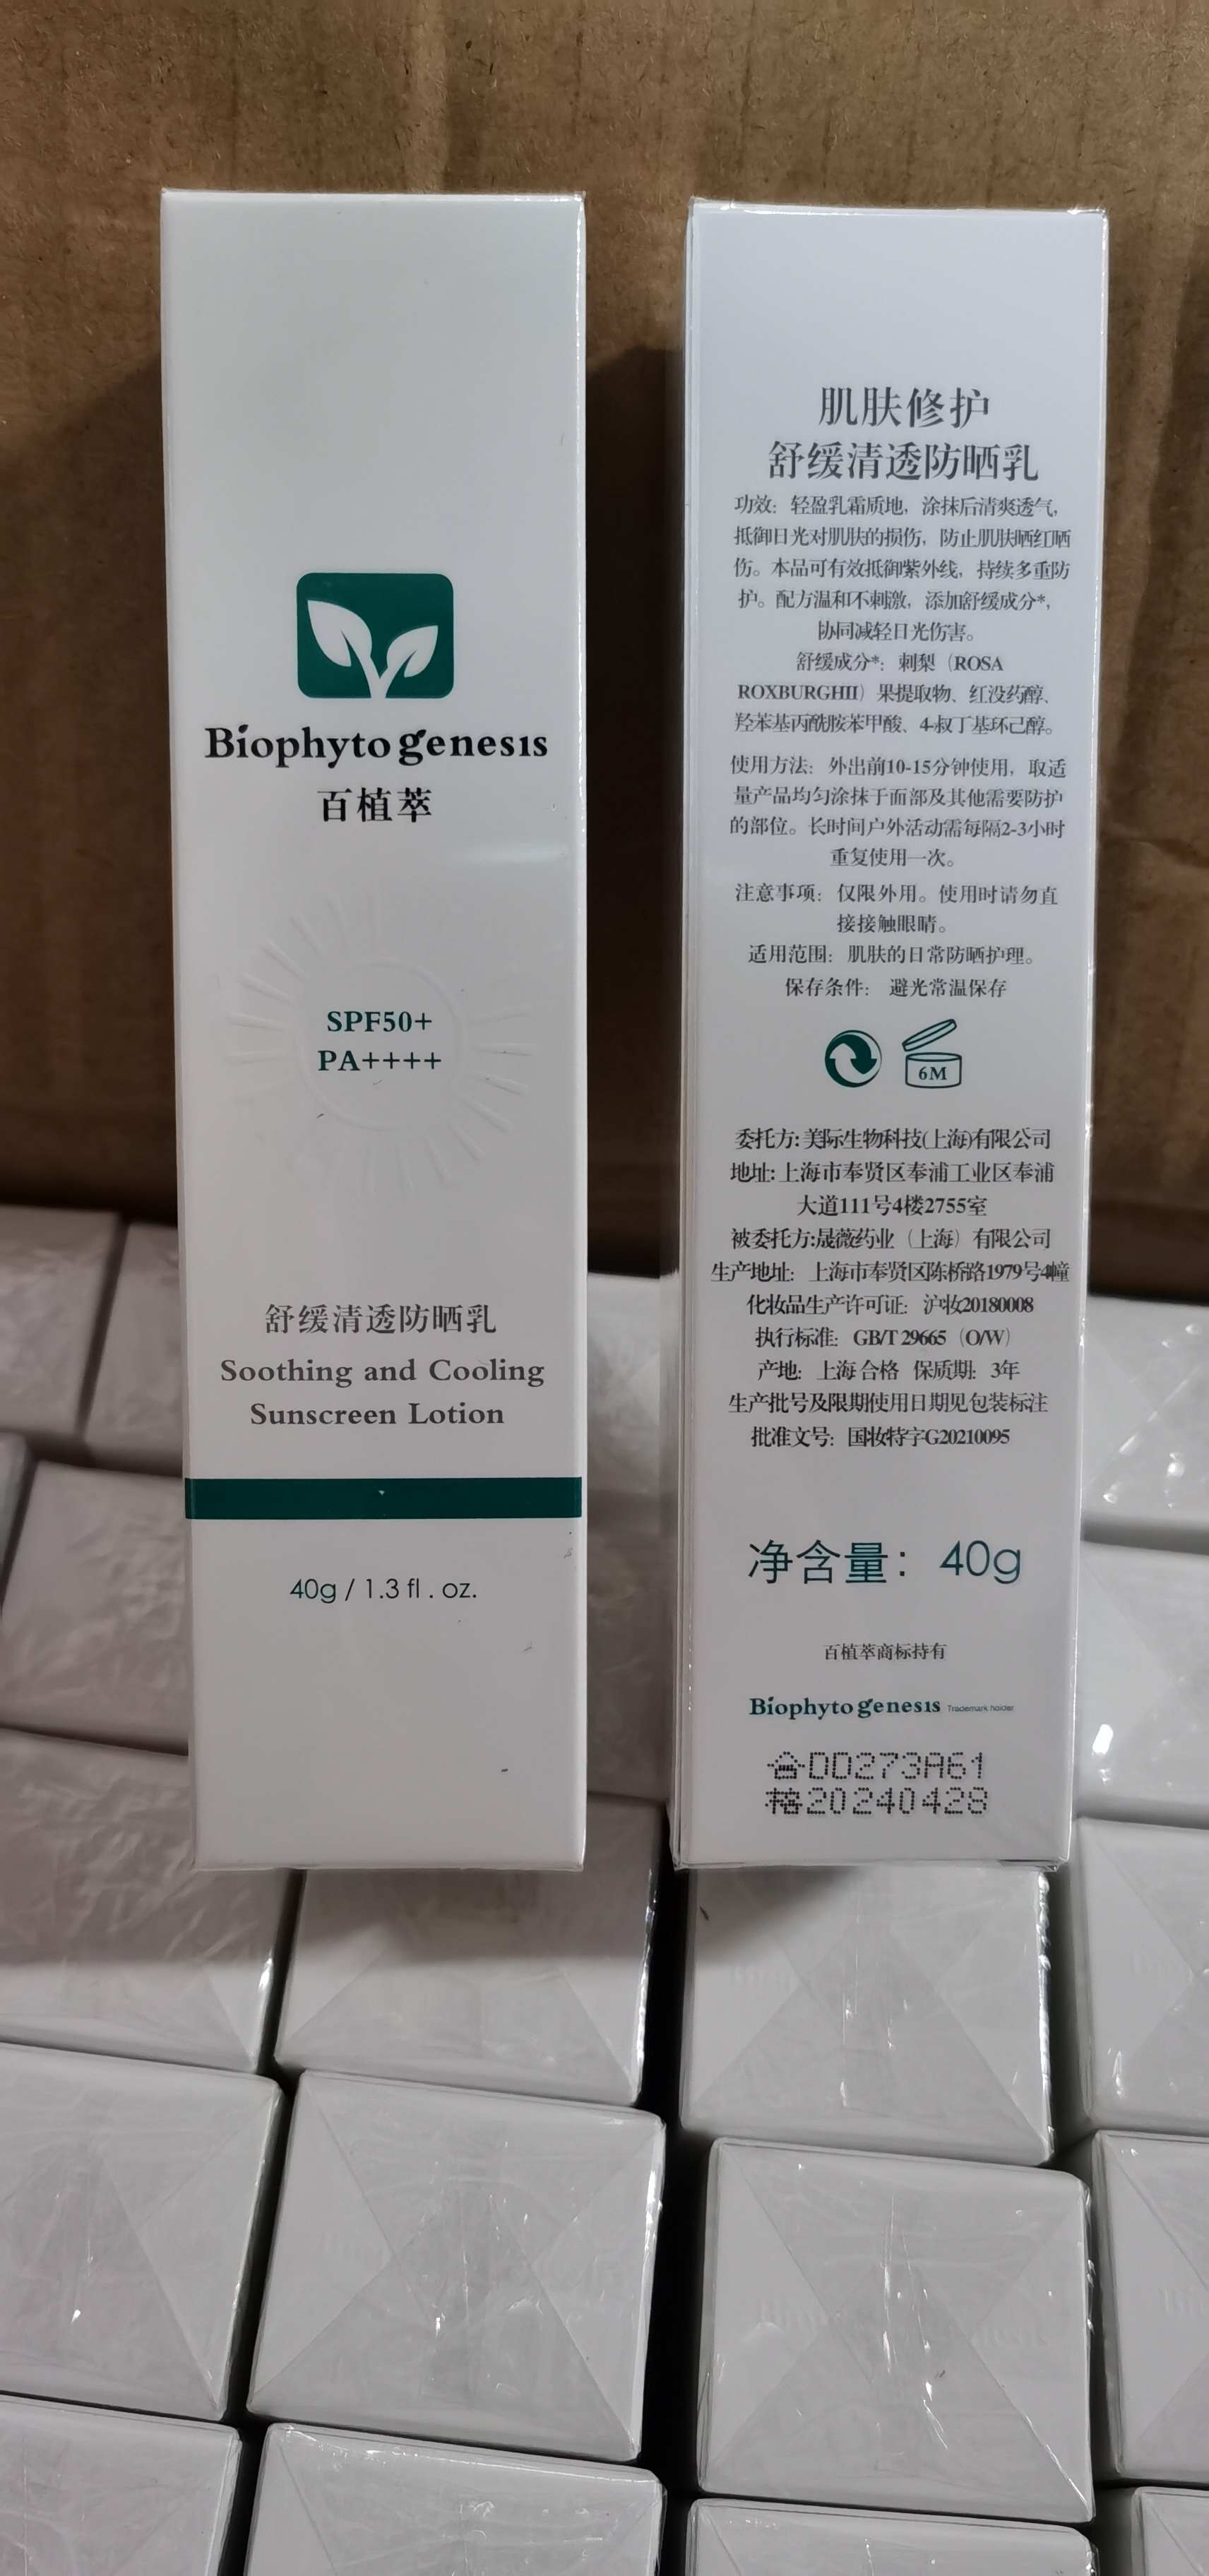 Biophyto genesis
百植萃
SPF50+
PA++++
舒缓清透防晒乳
Soothing and Cooling
Sunscreen Lotion
40g / 1.3 fl . oz.
肌肤修护
舒缓清透防晒乳
功效：轻盈乳霜质地，涂抹后清爽透气，
抵御日光对肌肤的损伤，防止肌肤晒红晒
伤。本品可有效抵御紫外线，持续多重防
护。配方温和不刺激，添加舒缓成分*，
协同减轻日光伤害。
舒缓成分*：刺梨（ROSA
ROXBURGHII）果提取物、红没药醇、
羟苯基丙酰胺苯甲酸、4-叔丁基环己醇。
使用方法：外出前10-15分钟使用，取适
量产品均匀涂抹于面部及其他需要防护
的部位。长时间户外活动需每隔2-3小时
重复使用一次。
注意事项：仅限外用。使用时请勿直
接接触眼睛。
适用范围：肌肤的日常防晒护理。
保存条件： 避光常温保存
6M
委托方:美际生物科技(上海)有限公司
地址:上海市奉贤区奉浦工业区奉浦
大道111号4楼2755室
被委托方:晟薇药业（上海）有限公司
生产地址：上海市奉贤区陈桥路1979号4幢
化妆品生产许可证：沪妆20180008
执行标准：GB/T 29665（O/W）
产地：上海 合格 保质期：3年
生产批号及限期使用日期见包装标注
批准文号：国妆特字G20210095
净含量：40g
百植萃商标持有
Biophyto genesis Trademark holder
合DD273A61
格20240428